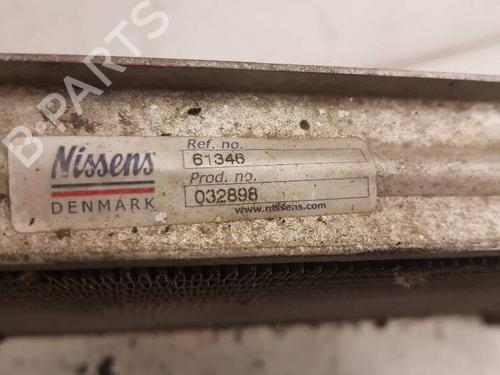 B-PARTS
Nissens
DENMARK
Ref. no.
61346
Prod. no.
032898
www.nissens.com